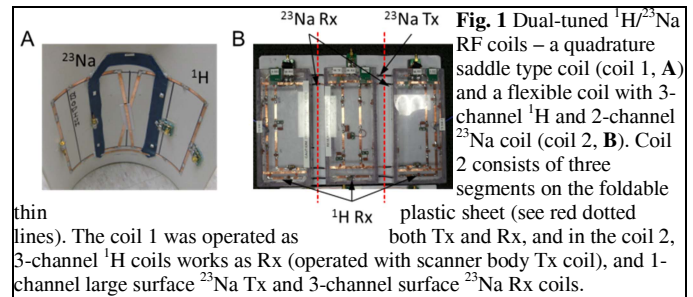 A
²³Na
¹H
B
²³Na Rx
²³Na Tx
¹H Rx
Fig. 1 Dual-tuned ¹H/²³Na
RF coils – a quadrature
saddle type coil (coil 1, A)
and a flexible coil with 3-
channel ¹H and 2-channel
²³Na coil (coil 2, B). Coil
2 consists of three
segments on the foldable
thin plastic sheet (see red dotted
lines). The coil 1 was operated as both Tx and Rx, and in the coil 2,
3-channel ¹H coils works as Rx (operated with scanner body Tx coil), and 1-
channel large surface ²³Na Tx and 3-channel surface ²³Na Rx coils.